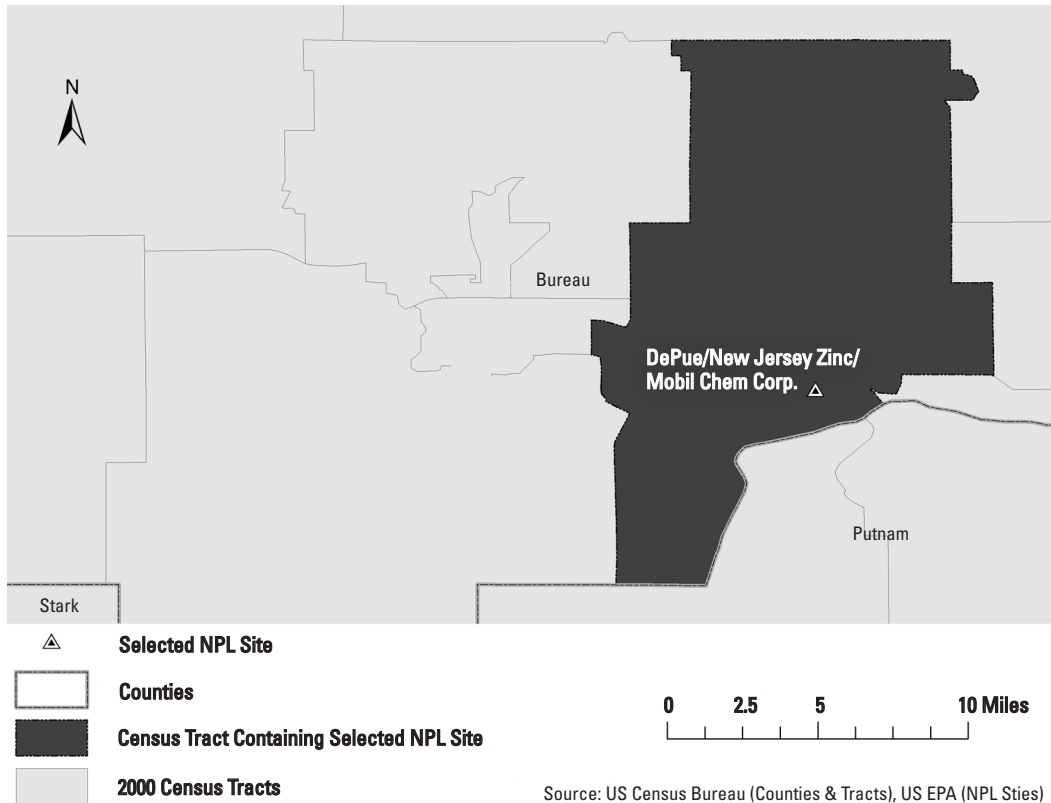 N
Bureau
DePue/New Jersey Zinc/
Mobil Chem Corp.
Putnam
Stark
Selected NPL Site
Counties
Census Tract Containing Selected NPL Site
2000 Census Tracts
0 2.5 5 10 Miles
Source: US Census Bureau (Counties & Tracts), US EPA (NPL Sties)